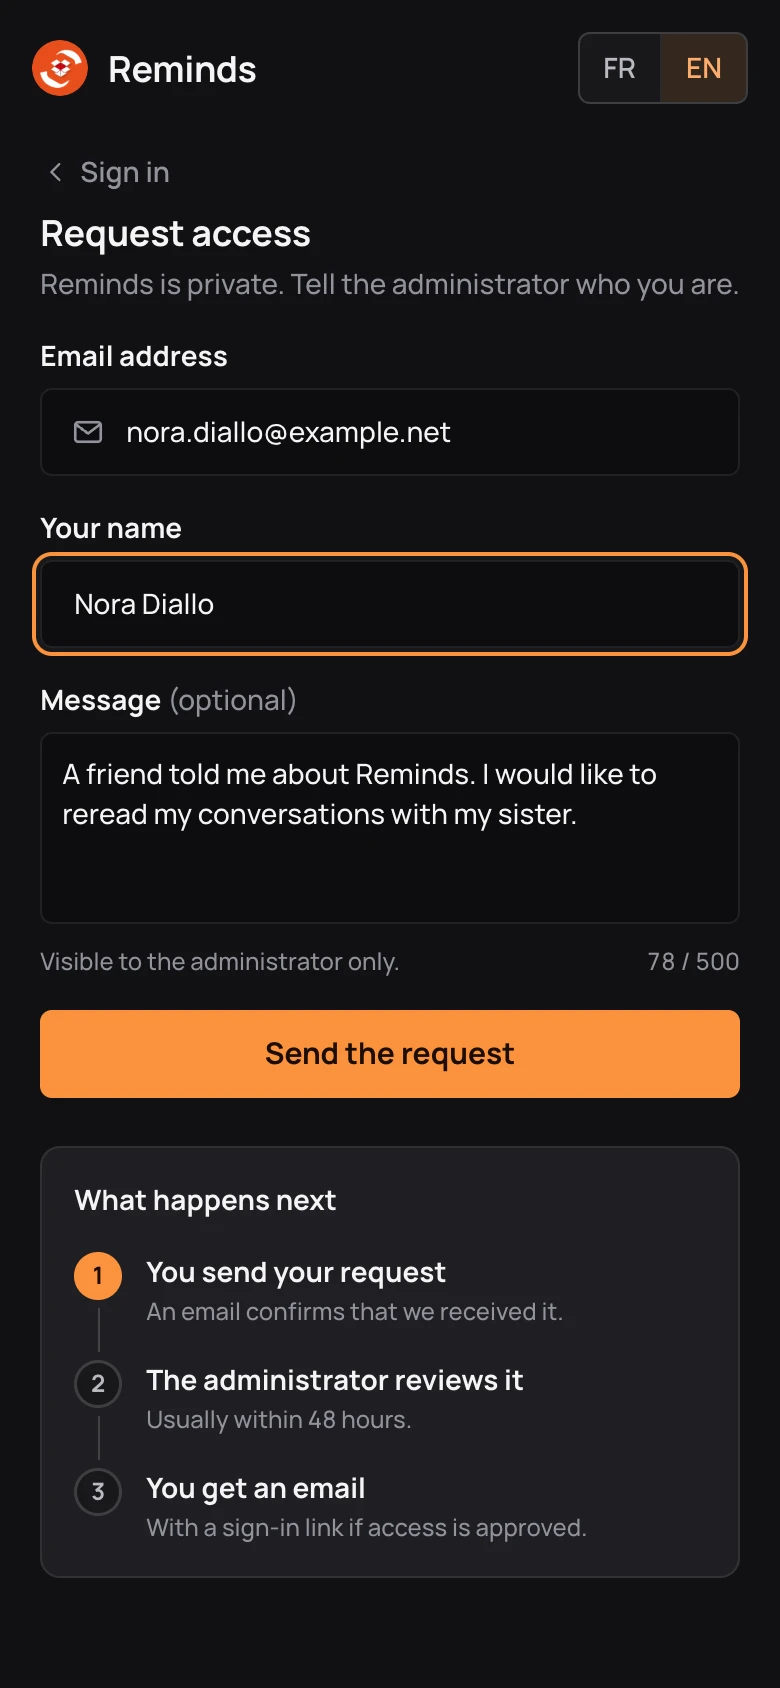 Reminds
FR
EN
Sign in
Request access
Reminds is private. Tell the administrator who you are.
Email address
nora.diallo@example.net
Your name
Nora Diallo
Message (optional)
A friend told me about Reminds. I would like to
reread my conversations with my sister.
Visible to the administrator only.
78 / 500
Send the request
What happens next
1
You send your request
An email confirms that we received it.
2
The administrator reviews it
Usually within 48 hours.
3
You get an email
With a sign-in link if access is approved.